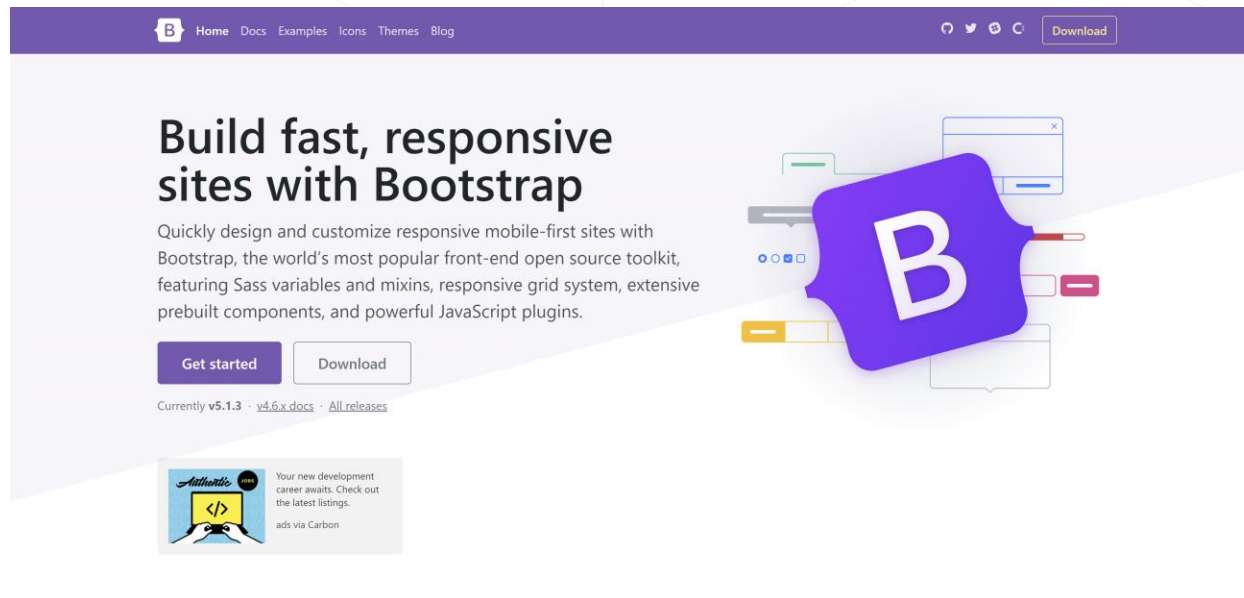 B Home Docs Examples Icons Themes Blog Download
Build fast, responsive
sites with Bootstrap
Quickly design and customize responsive mobile-first sites with
Bootstrap, the world’s most popular front-end open source toolkit,
featuring Sass variables and mixins, responsive grid system, extensive
prebuilt components, and powerful JavaScript plugins.
Get started Download
Currently v5.1.3 · v4.6.x docs · All releases
B
Authentic JOBS
</>
Your new development
career awaits. Check out
the latest listings.
ads via Carbon